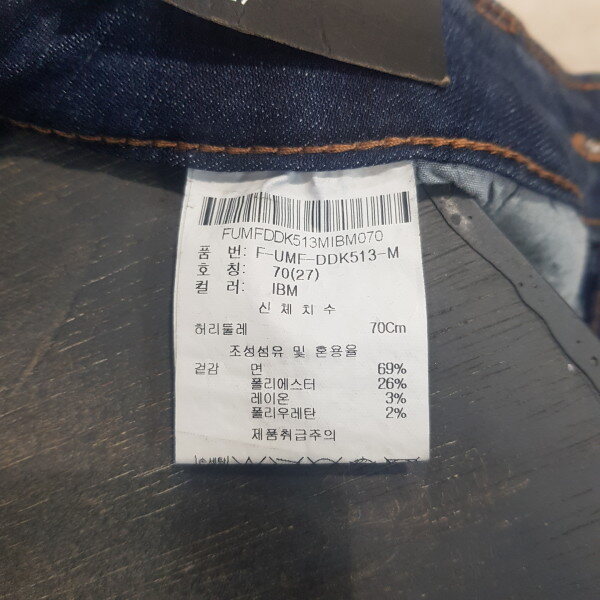 FUMFDDK513MIBM070
품 번: F-UMF-DDK513-M
호 칭: 70(27)
컬 러: IBM
신 체 치 수
허리둘레 70Cm
조성섬유 및 혼용율
겉감 면 69%
폴리에스터 26%
레이온 3%
폴리우레탄 2%
제품취급주의